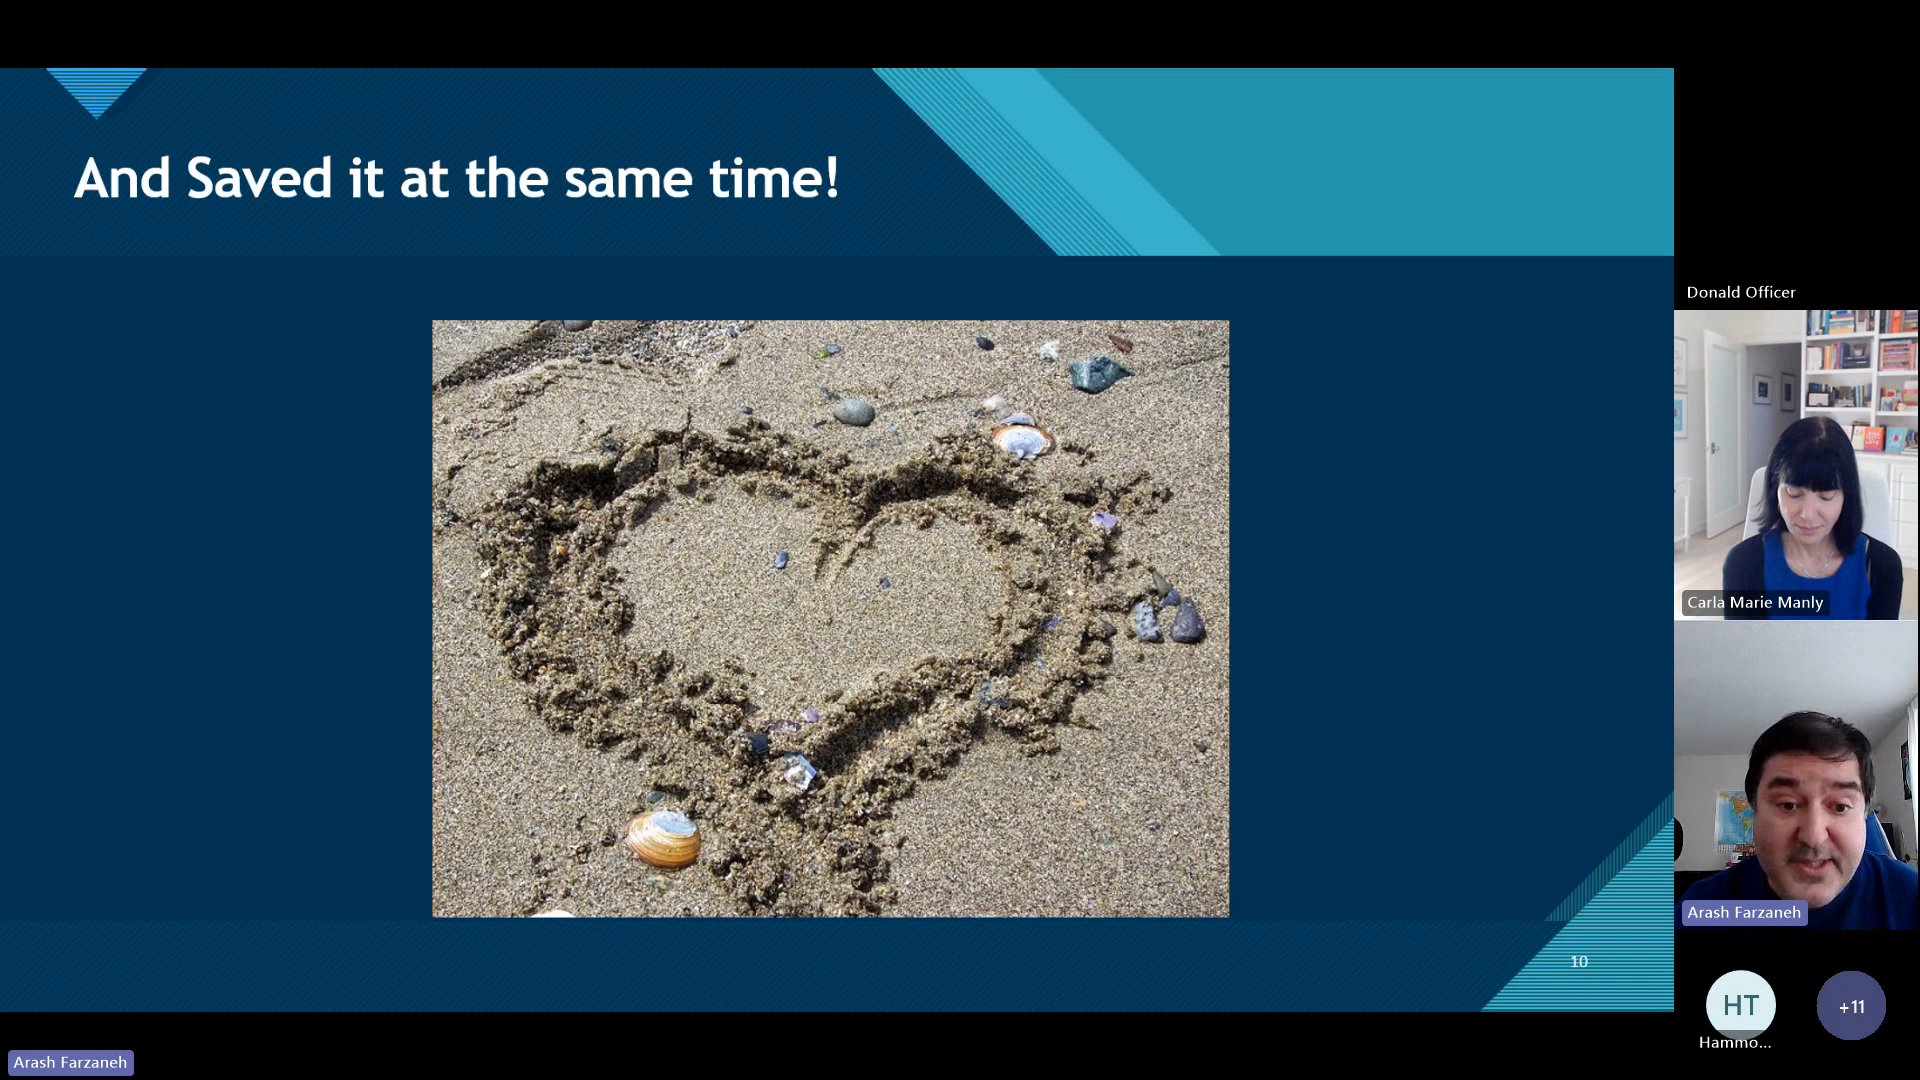 And Saved it at the same time!
10
Donald Officer
Carla Marie Manly
Arash Farzaneh
HT
Hammo...
+11
Arash Farzaneh